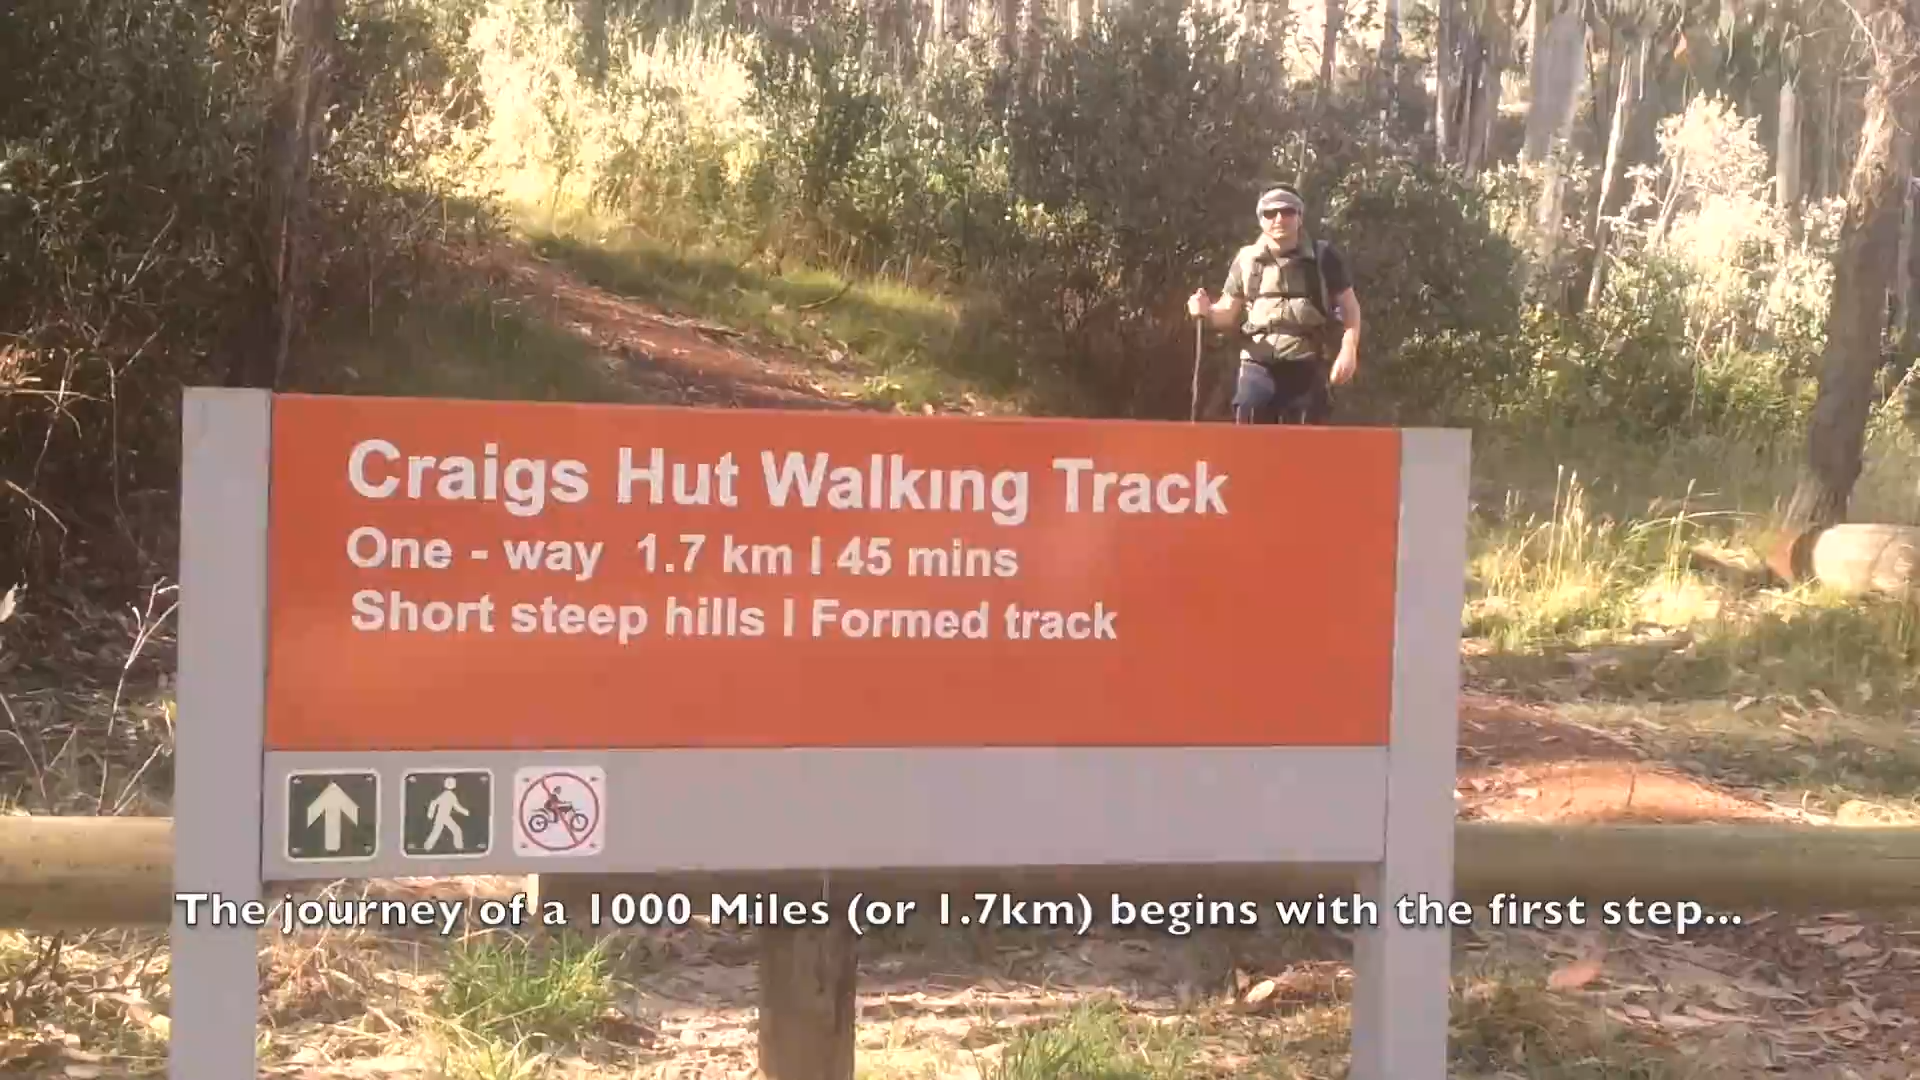 Craigs Hut Walking Track
One - way 1.7 km | 45 mins
Short steep hills | Formed track
The journey of a 1000 Miles (or 1.7km) begins with the first step...